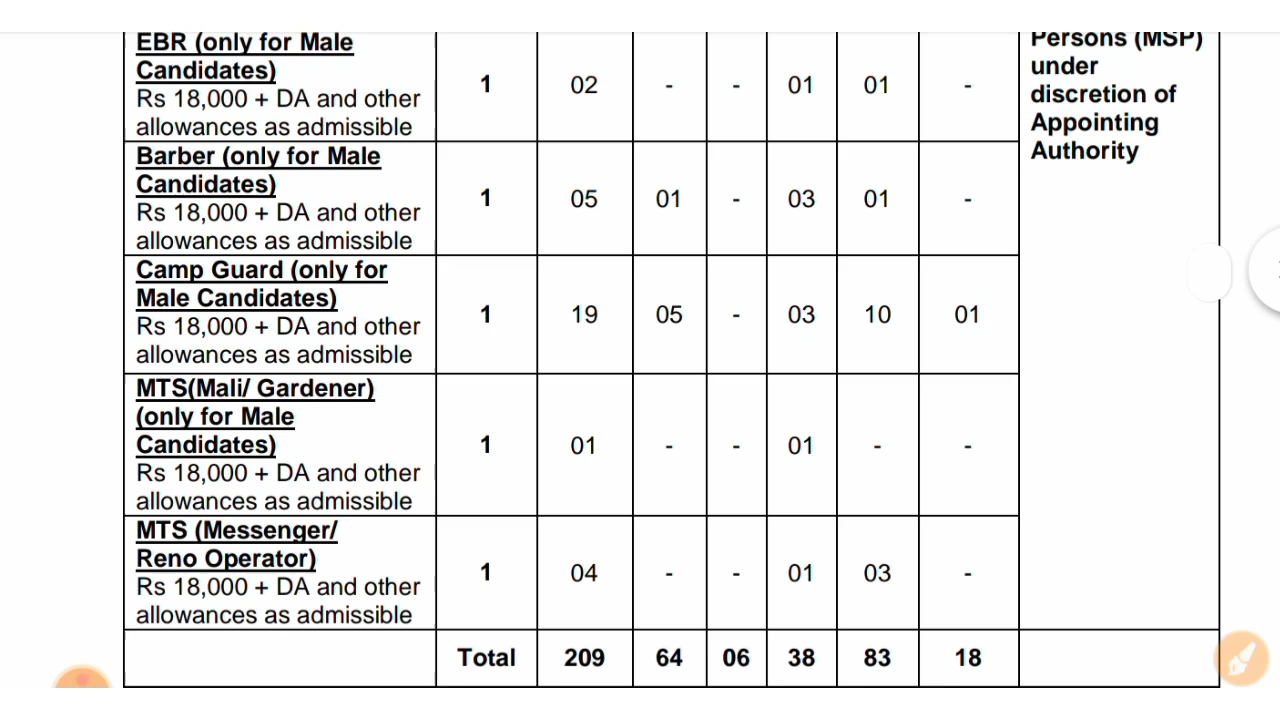 EBR (only for Male
Candidates)
Rs 18,000 + DA and other
allowances as admissible
1 02 - - 01 01 -
Persons (MSP)
under
discretion of
Appointing
Authority
Barber (only for Male
Candidates)
Rs 18,000 + DA and other
allowances as admissible
1 05 01 - 03 01 -
Camp Guard (only for
Male Candidates)
Rs 18,000 + DA and other
allowances as admissible
1 19 05 - 03 10 01
MTS(Mali/ Gardener)
(only for Male
Candidates)
Rs 18,000 + DA and other
allowances as admissible
1 01 - - 01 - -
MTS (Messenger/
Reno Operator)
Rs 18,000 + DA and other
allowances as admissible
1 04 - - 01 03 -
Total 209 64 06 38 83 18